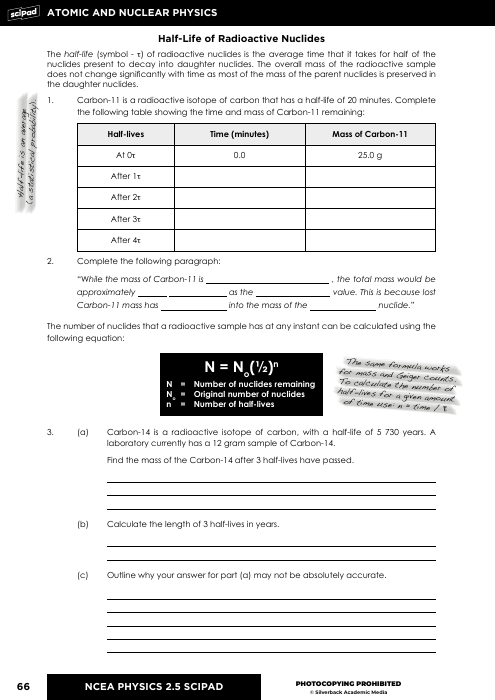 scipad ATOMIC AND NUCLEAR PHYSICS
Half-Life of Radioactive Nuclides
The half-life (symbol - τ) of radioactive nuclides is the average time that it takes for half of the
nuclides present to decay into daughter nuclides. The overall mass of the radioactive sample
does not change significantly with time as most of the mass of the parent nuclides is preserved in
the daughter nuclides.
Half-life is an average
(a statistical probability)...
1. Carbon-11 is a radioactive isotope of carbon that has a half-life of 20 minutes. Complete
the following table showing the time and mass of Carbon-11 remaining:
Half-lives Time (minutes) Mass of Carbon-11
At 0τ 0.0 25.0 g
After 1τ
After 2τ
After 3τ
After 4τ
2. Complete the following paragraph:
“While the mass of Carbon-11 is ____ , the total mass would be
approximately ____ ____ as the ____ value. This is because lost
Carbon-11 mass has ____ into the mass of the ____ nuclide.”
The number of nuclides that a radioactive sample has at any instant can be calculated using the
following equation:
N = Nₒ(½)ⁿ
N = Number of nuclides remaining
Nₒ = Original number of nuclides
n = Number of half-lives
The same formula works
for mass and Geiger counts.
To calculate the number of
half-lives for a given amount
of time use: n = time / τ
3. (a) Carbon-14 is a radioactive isotope of carbon, with a half-life of 5 730 years. A
laboratory currently has a 12 gram sample of Carbon-14.
Find the mass of the Carbon-14 after 3 half-lives have passed.
(b) Calculate the length of 3 half-lives in years.
(c) Outline why your answer for part (a) may not be absolutely accurate.
66 NCEA PHYSICS 2.5 SCIPAD PHOTOCOPYING PROHIBITED
© Silverback Academic Media